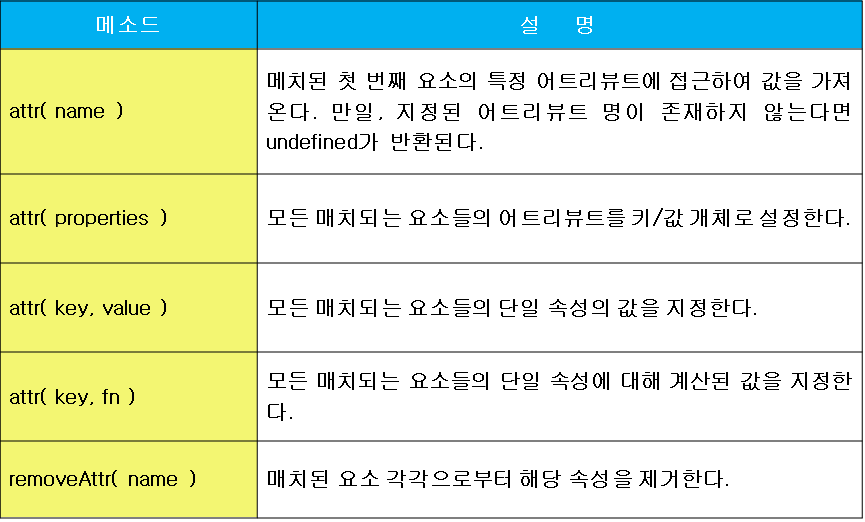 메소드
설 명
attr( name )
메치된 첫 번째 요소의 특정 어트리뷰트에 접근하여 값을 가져
온다. 만일, 지정된 어트리뷰트 명이 존재하지 않는다면
undefined가 반환된다.
attr( properties )
모든 매치되는 요소들의 어트리뷰트를 키/값 개체로 설정한다.
attr( key, value )
모든 매치되는 요소들의 단일 속성의 값을 지정한다.
attr( key, fn )
모든 매치되는 요소들의 단일 속성에 대해 계산된 값을 지정한
다.
removeAttr( name )
매치된 요소 각각으로부터 해당 속성을 제거한다.